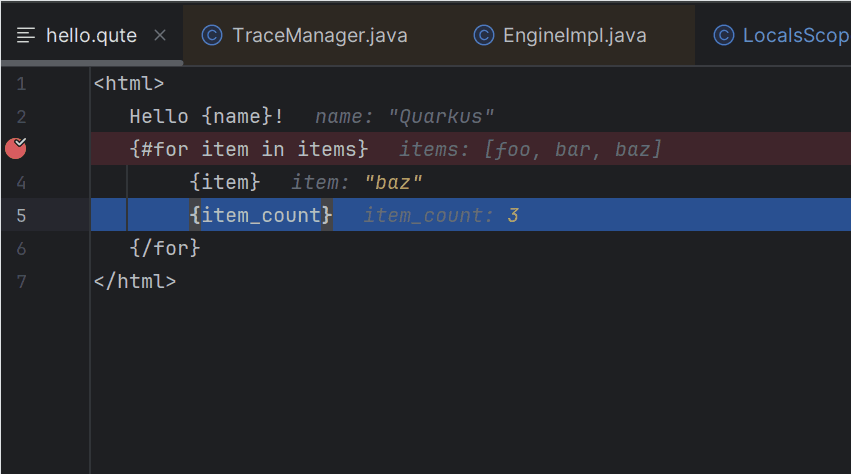 hello.qute TraceManager.java EngineImpl.java LocalsScop
1 <html>
2 Hello {name}! name: "Quarkus"
{#for item in items} items: [foo, bar, baz]
4 {item} item: "baz"
5 {item_count} item_count: 3
6 {/for}
7 </html>